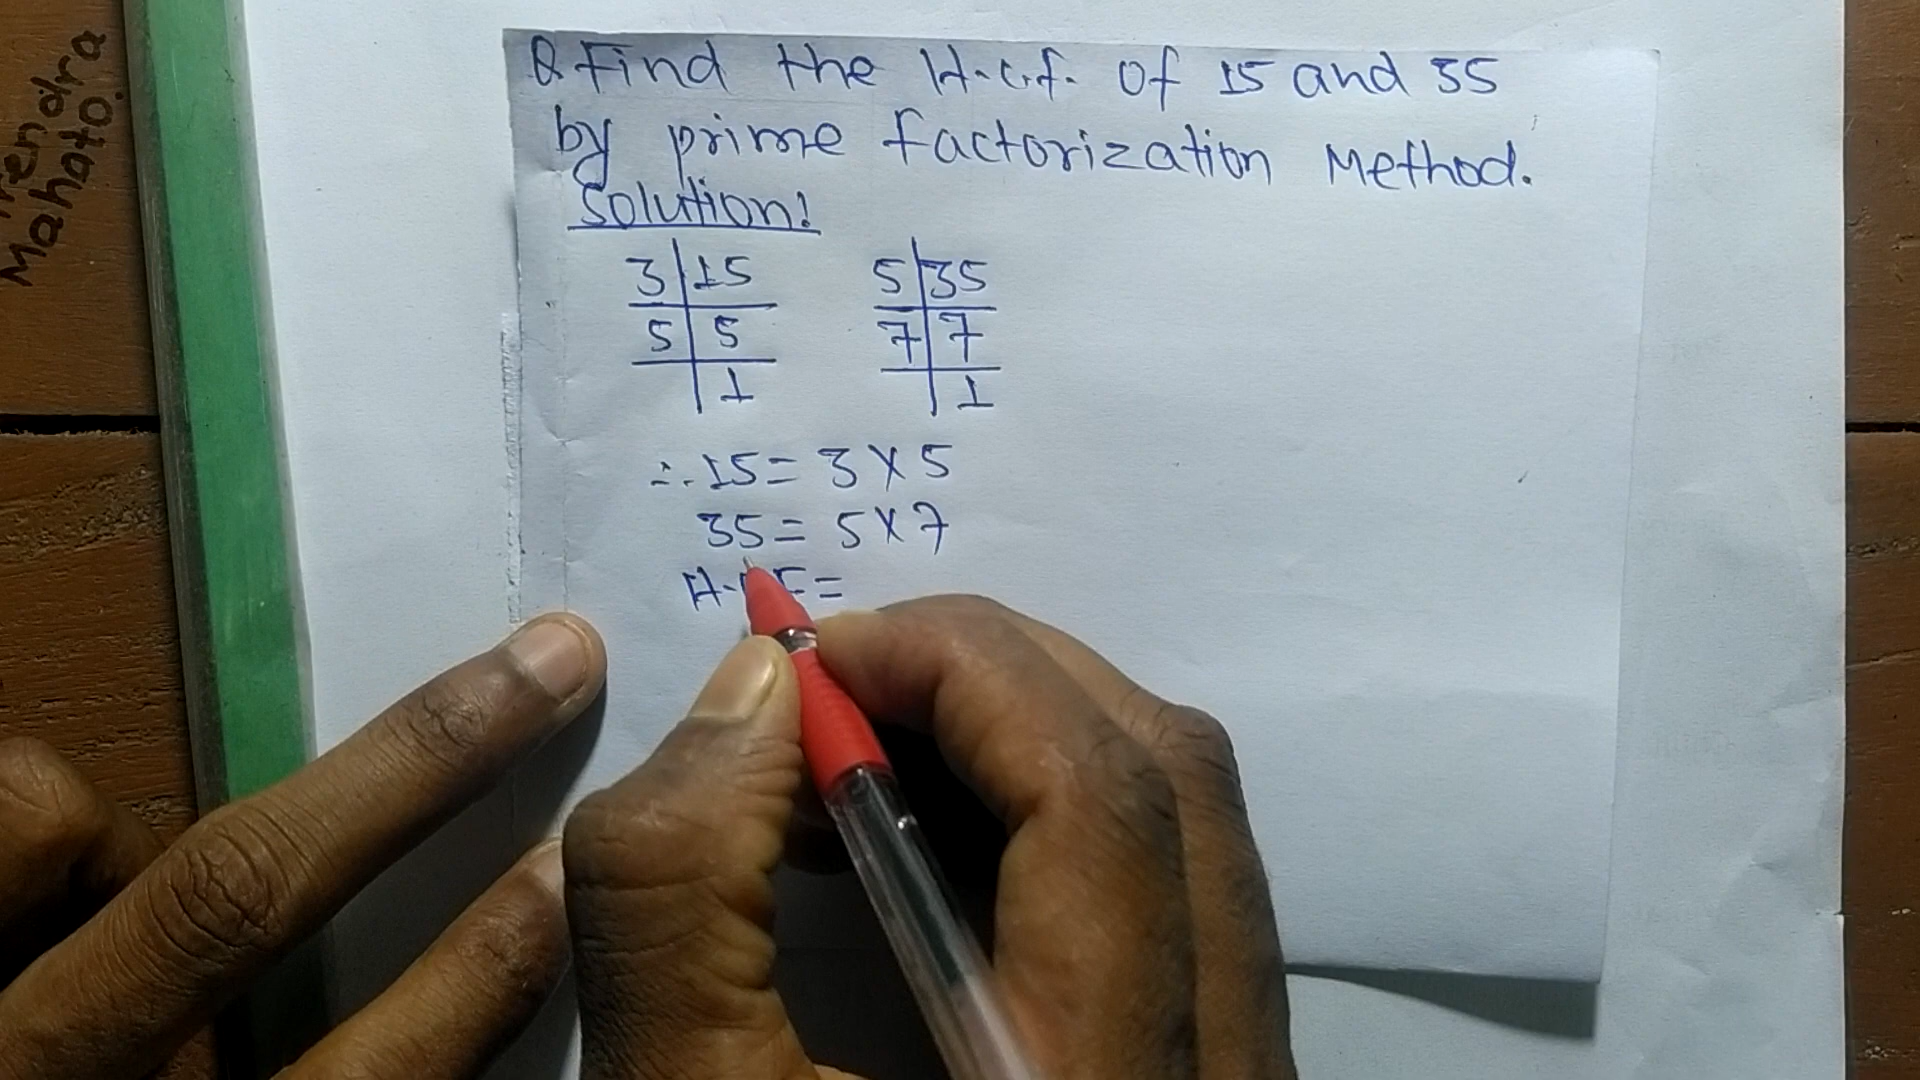 Q Find the H.C.F. of 15 and 35
by prime factorization Method.
Solution:
3 15
5 5
1
5 35
7 7
1
∴ 15 = 3 × 5
35 = 5 × 7
H.C.F =
Mahato.